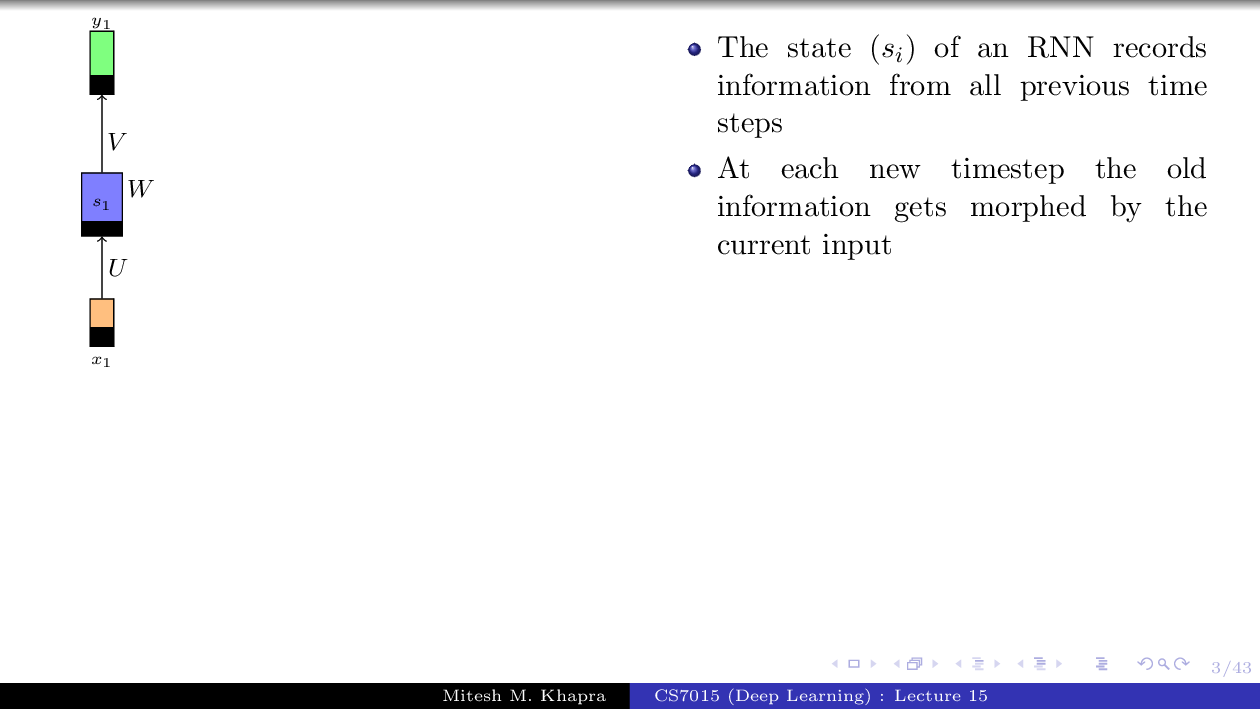 y₁
V
W
s₁
U
x₁
The state (sᵢ) of an RNN records
information from all previous time
steps
At each new timestep the old
information gets morphed by the
current input
3/43
Mitesh M. Khapra
CS7015 (Deep Learning) : Lecture 15